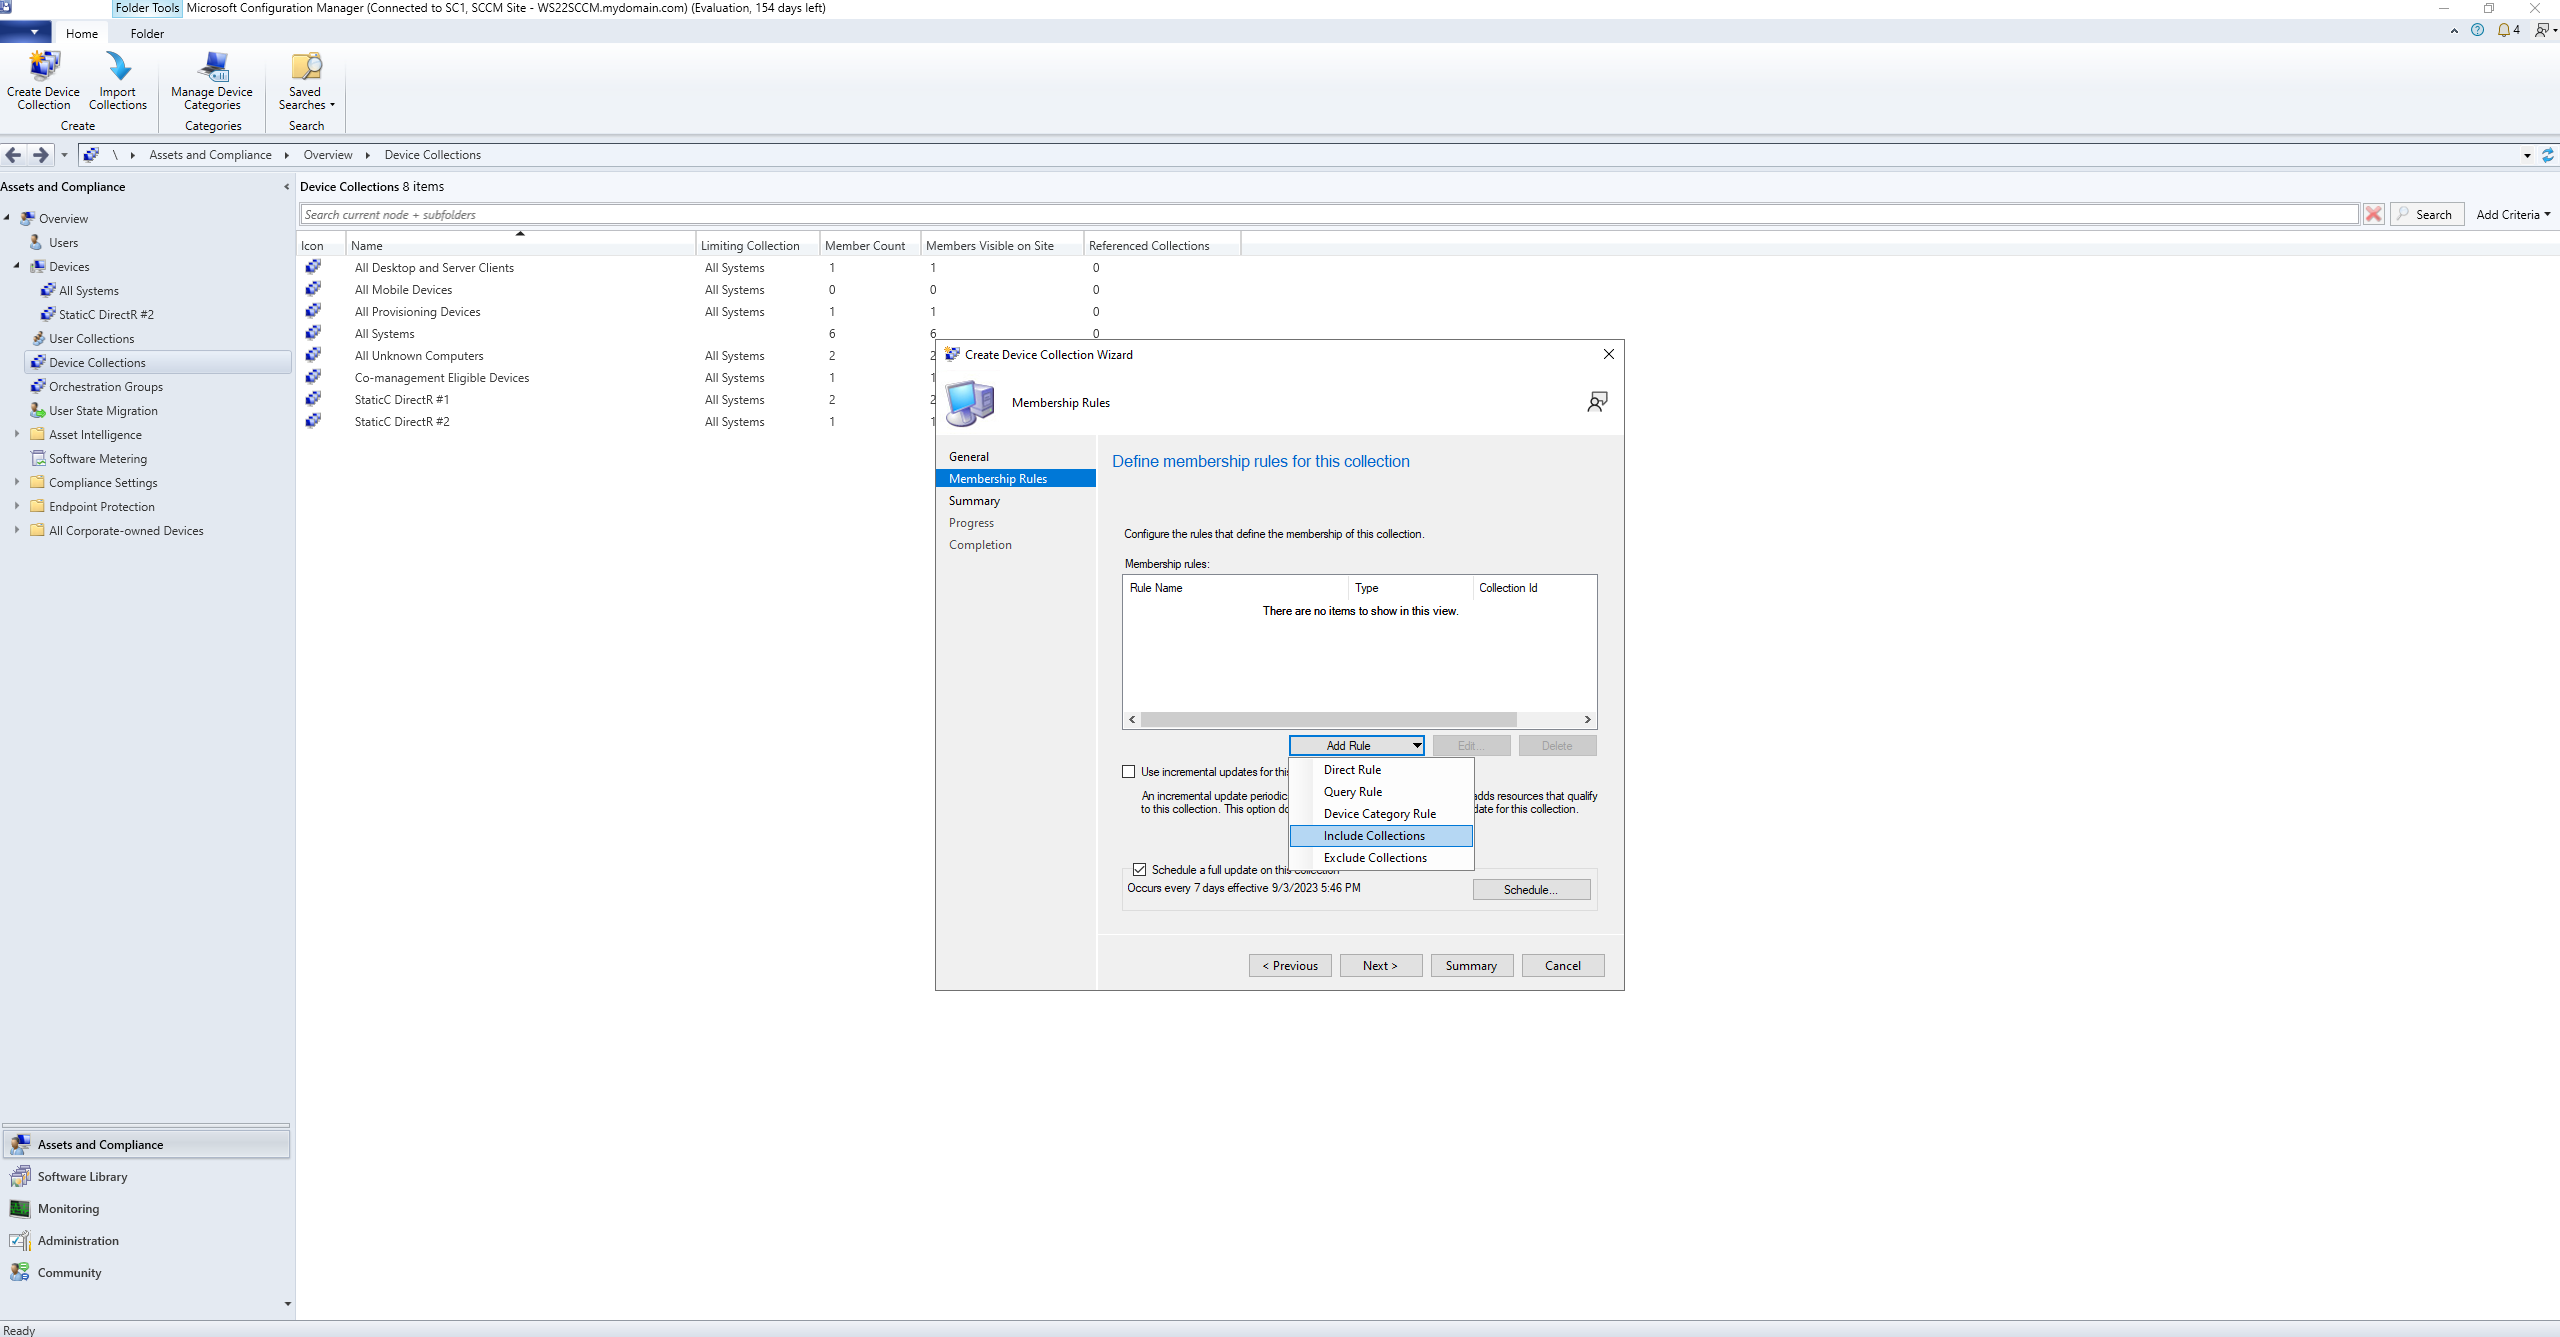 Folder Tools Microsoft Configuration Manager (Connected to SC1, SCCM Site - WS22SCCM.mydomain.com) (Evaluation, 154 days left)
Home Folder
4
Create Device Collection
Import Collections
Manage Device Categories
Saved Searches
Create Categories Search
\ Assets and Compliance Overview Device Collections
Assets and Compliance
Overview
Users
Devices
All Systems
StaticC DirectR #2
User Collections
Device Collections
Orchestration Groups
User State Migration
Asset Intelligence
Software Metering
Compliance Settings
Endpoint Protection
All Corporate-owned Devices
Assets and Compliance
Software Library
Monitoring
Administration
Community
Device Collections 8 items
Search current node + subfolders
Search Add Criteria
Icon Name Limiting Collection Member Count Members Visible on Site Referenced Collections
All Desktop and Server Clients All Systems 1 1 0
All Mobile Devices All Systems 0 0 0
All Provisioning Devices All Systems 1 1 0
All Systems 6 6 0
All Unknown Computers All Systems 2 2
Co-management Eligible Devices All Systems 1 1
StaticC DirectR #1 All Systems 2 2
StaticC DirectR #2 All Systems 1 1
Create Device Collection Wizard
Membership Rules
General
Membership Rules
Summary
Progress
Completion
Define membership rules for this collection
Configure the rules that define the membership of this collection.
Membership rules:
Rule Name Type Collection Id
There are no items to show in this view.
Add Rule Edit... Delete
Direct Rule
Query Rule
Device Category Rule
Include Collections
Exclude Collections
Use incremental updates for this
An incremental update periodic adds resources that qualify
to this collection. This option do date for this collection.
Schedule a full update on this collection
Occurs every 7 days effective 9/3/2023 5:46 PM
Schedule...
< Previous Next > Summary Cancel
Ready